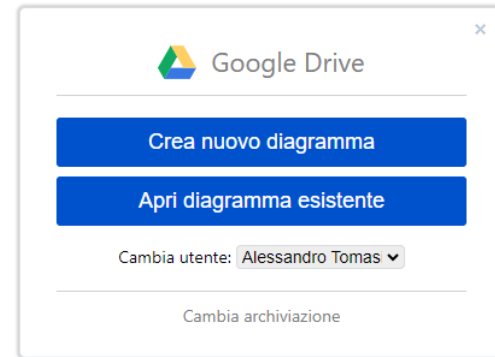 Google Drive
Crea nuovo diagramma
Apri diagramma esistente
Cambia utente: Alessandro Tomas
Cambia archiviazione